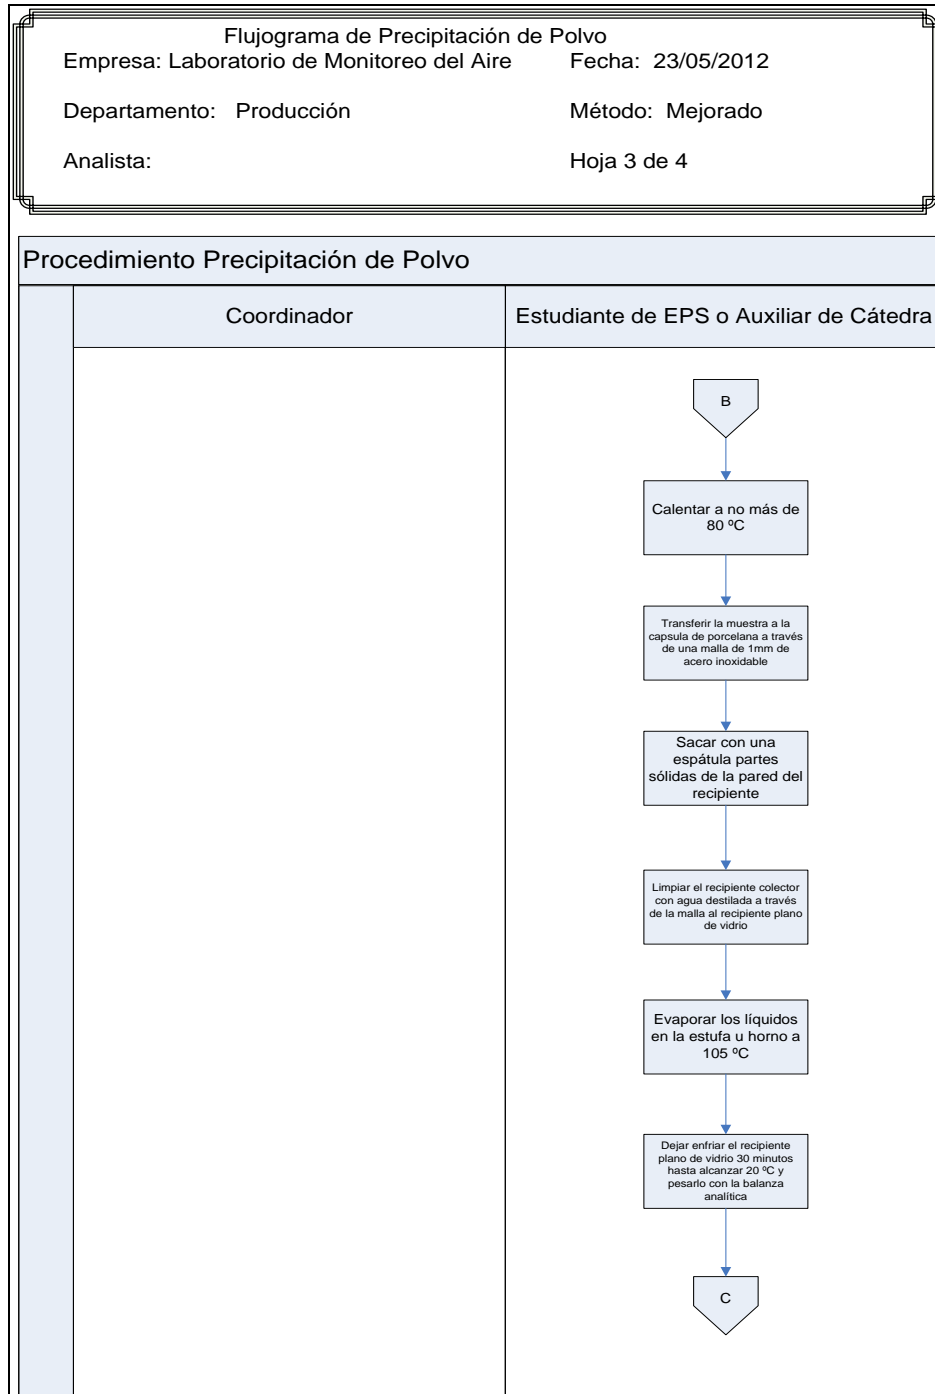 Flujograma de Precipitación de Polvo
Empresa: Laboratorio de Monitoreo del Aire Fecha: 23/05/2012
Departamento: Producción Método: Mejorado
Analista: Hoja 3 de 4
Procedimiento Precipitación de Polvo
Coordinador Estudiante de EPS o Auxiliar de Cátedra
B
Calentar a no más de
80 ºC
Transferir la muestra a la
capsula de porcelana a través
de una malla de 1mm de
acero inoxidable
Sacar con una
espátula partes
sólidas de la pared del
recipiente
Limpiar el recipiente colector
con agua destilada a través
de la malla al recipiente plano
de vidrio
Evaporar los líquidos
en la estufa u horno a
105 ºC
Dejar enfriar el recipiente
plano de vidrio 30 minutos
hasta alcanzar 20 ºC y
pesarlo con la balanza
analítica
C